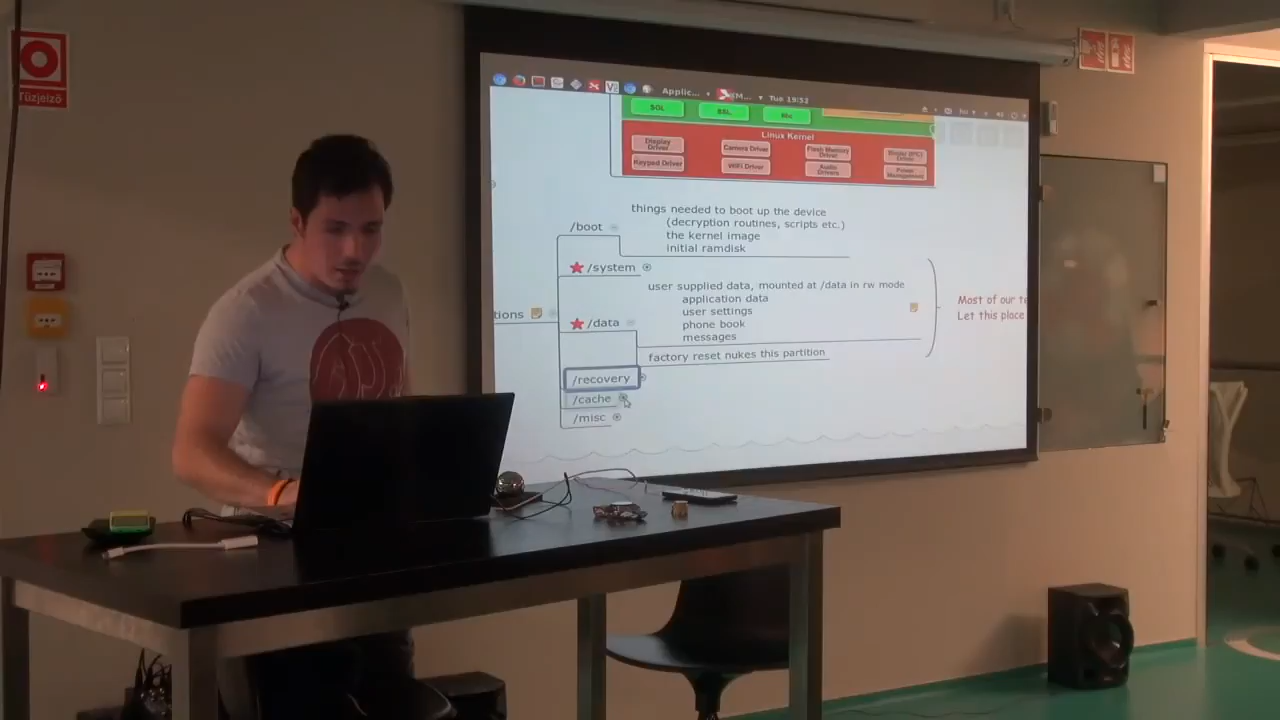 Tűzjelző
Applic...
Tue 19:52
SGL
SSL
libc
Linux Kernel
Display Driver
Camera Driver
Flash Memory Driver
Binder (IPC) Driver
Keypad Driver
WiFi Driver
Audio Drivers
Power Management
/boot
things needed to boot up the device
(decryption routines, scripts etc.)
the kernel image
initial ramdisk
/system
user supplied data, mounted at /data in rw mode
application data
user settings
phone book
messages
/data
factory reset nukes this partition
tions
Most of our t
Let this place
/recovery
/cache
/misc